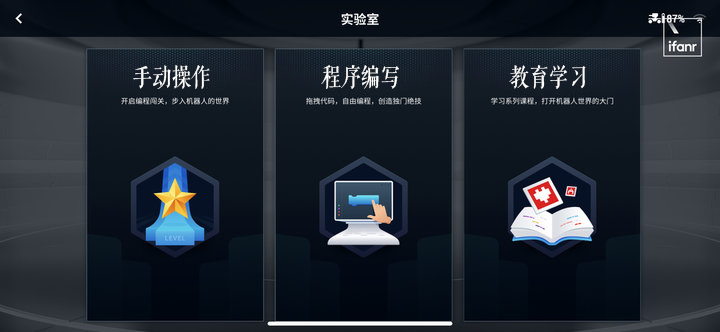 实验室
87%
ifanr
手动操作
开启编程闯关，步入机器人的世界
LEVEL
程序编写
拖拽代码，自由编程，创造独门绝技
教育学习
学习系列课程，打开机器人世界的大门